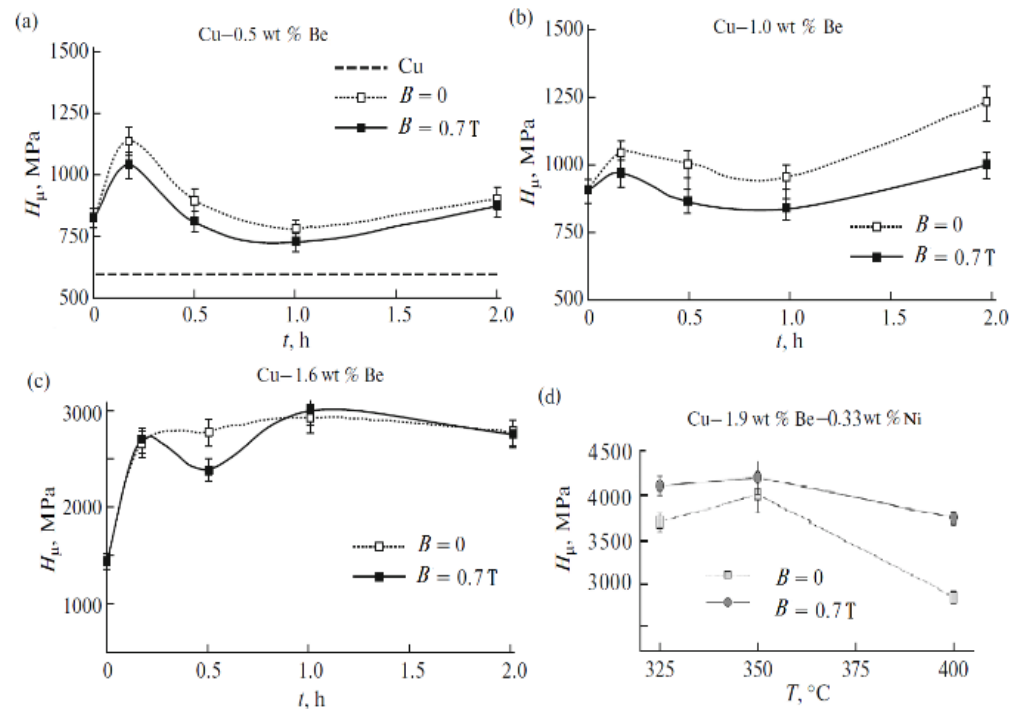 (a)
Cu–0.5 wt % Be
1500
1250
1000
750
500
Hμ, MPa
Cu
B = 0
B = 0.7 T
0
0.5
1.0
1.5
2.0
t, h
(b)
Cu–1.0 wt % Be
1500
1250
1000
750
500
Hμ, MPa
B = 0
B = 0.7 T
0
0.5
1.0
1.5
2.0
t, h
(c)
Cu–1.6 wt % Be
3000
2000
1000
Hμ, MPa
B = 0
B = 0.7 T
0
0.5
1.0
1.5
2.0
t, h
(d)
Cu–1.9 wt % Be–0.33 wt % Ni
4500
4000
3500
3000
Hμ, MPa
B = 0
B = 0.7 T
325
350
375
400
T, °C